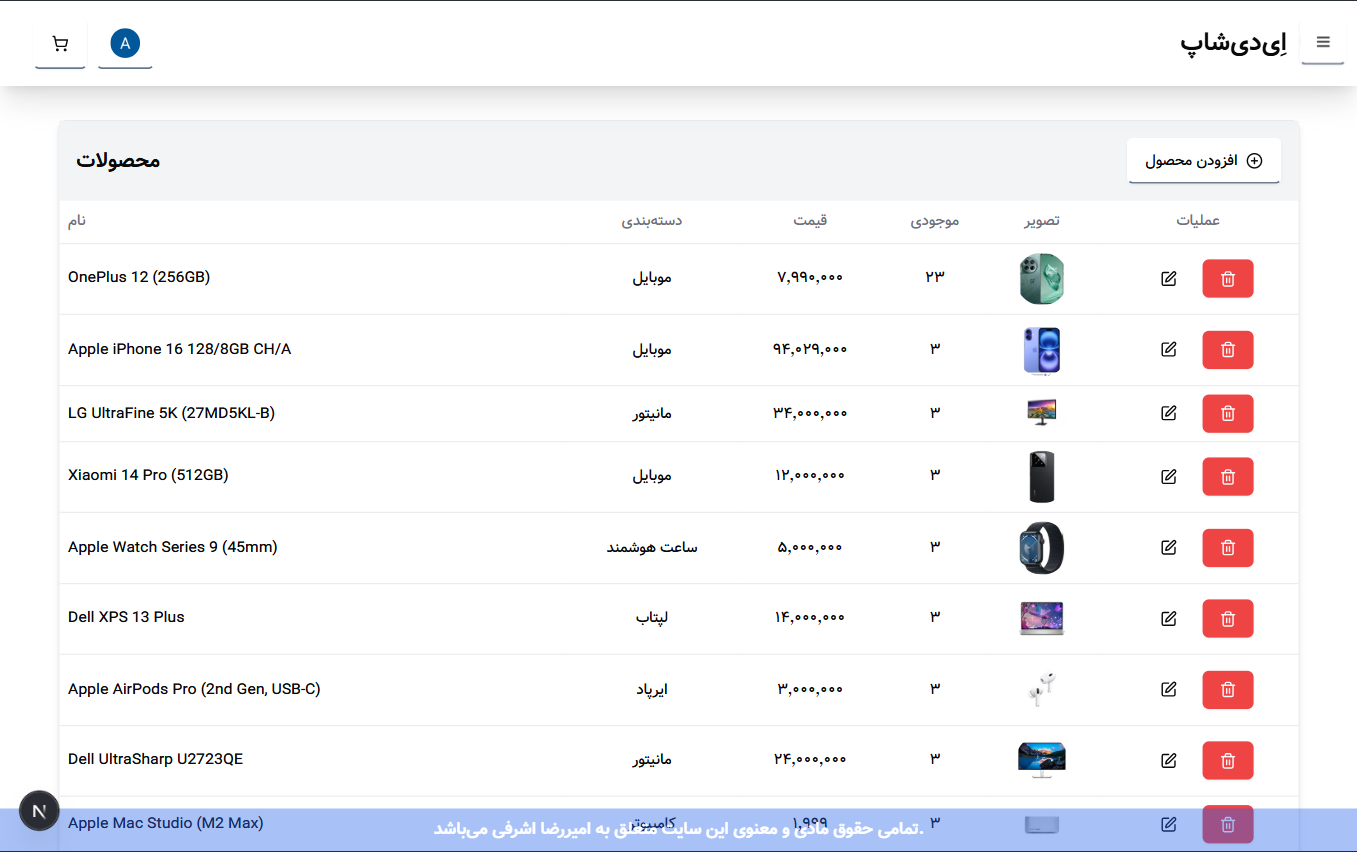 اِی‌دی‌شاپ
A
افزودن محصول
محصولات
نام دسته‌بندی قیمت موجودی تصویر عملیات
OnePlus 12 (256GB) موبایل ۷,۹۹۰,۰۰۰ ۲۳
Apple iPhone 16 128/8GB CH/A موبایل ۹۴,۰۲۹,۰۰۰ ۳
LG UltraFine 5K (27MD5KL-B) مانیتور ۳۴,۰۰۰,۰۰۰ ۳
Xiaomi 14 Pro (512GB) موبایل ۱۲,۰۰۰,۰۰۰ ۳
Apple Watch Series 9 (45mm) ساعت هوشمند ۵,۰۰۰,۰۰۰ ۳
Dell XPS 13 Plus لپتاب ۱۴,۰۰۰,۰۰۰ ۳
Apple AirPods Pro (2nd Gen, USB-C) ایرپاد ۳,۰۰۰,۰۰۰ ۳
Dell UltraSharp U2723QE مانیتور ۲۴,۰۰۰,۰۰۰ ۳
Apple Mac Studio (M2 Max) کامپیوتر ۱,۹۹۹ ۳
.تمامی حقوق مادی و معنوی این سایت متعلق به امیررضا اشرفی می‌باشد
N